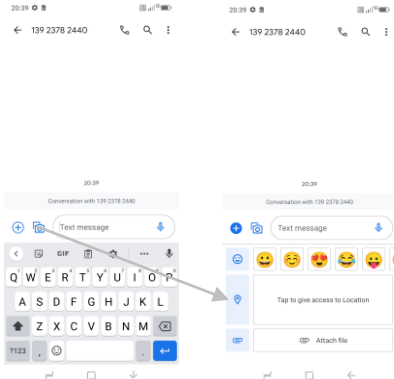 20:39
139 2378 2440
20:39
Conversation with 139 2378 2440
Text message
GIF
Q W E R T Y U I O P
A S D F G H J K L
Z X C V B N M
?123 , .
20:39
139 2378 2440
20:39
Conversation with 139 2378 2440
Text message
Tap to give access to Location
Attach file